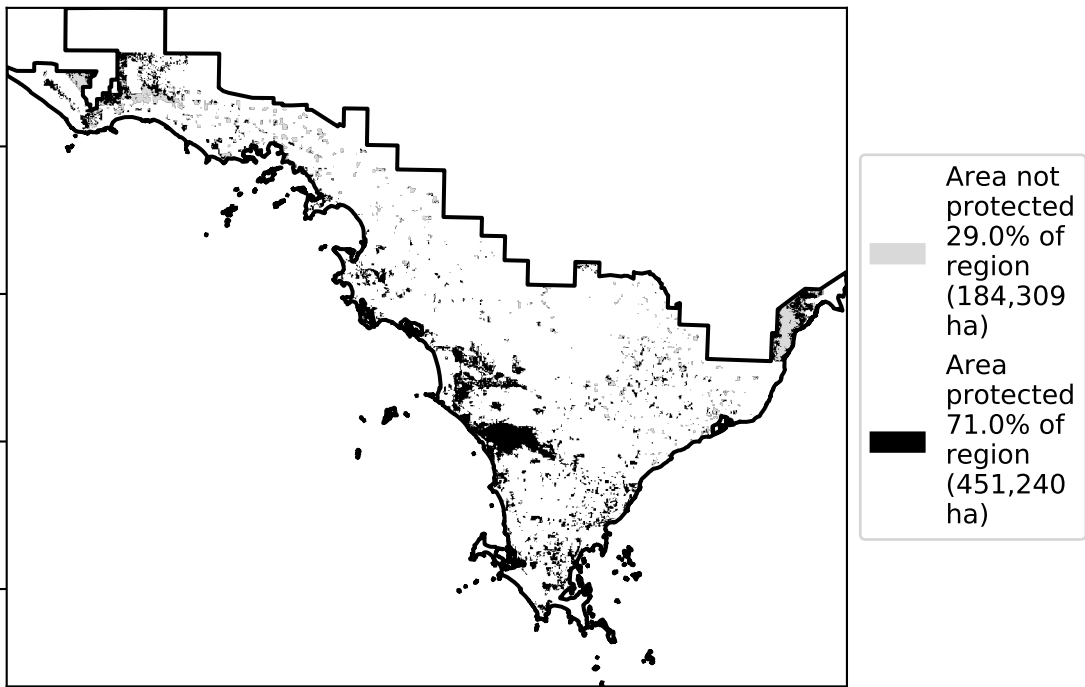 Area not
protected
29.0% of
region
(184,309
ha)
Area
protected
71.0% of
region
(451,240
ha)